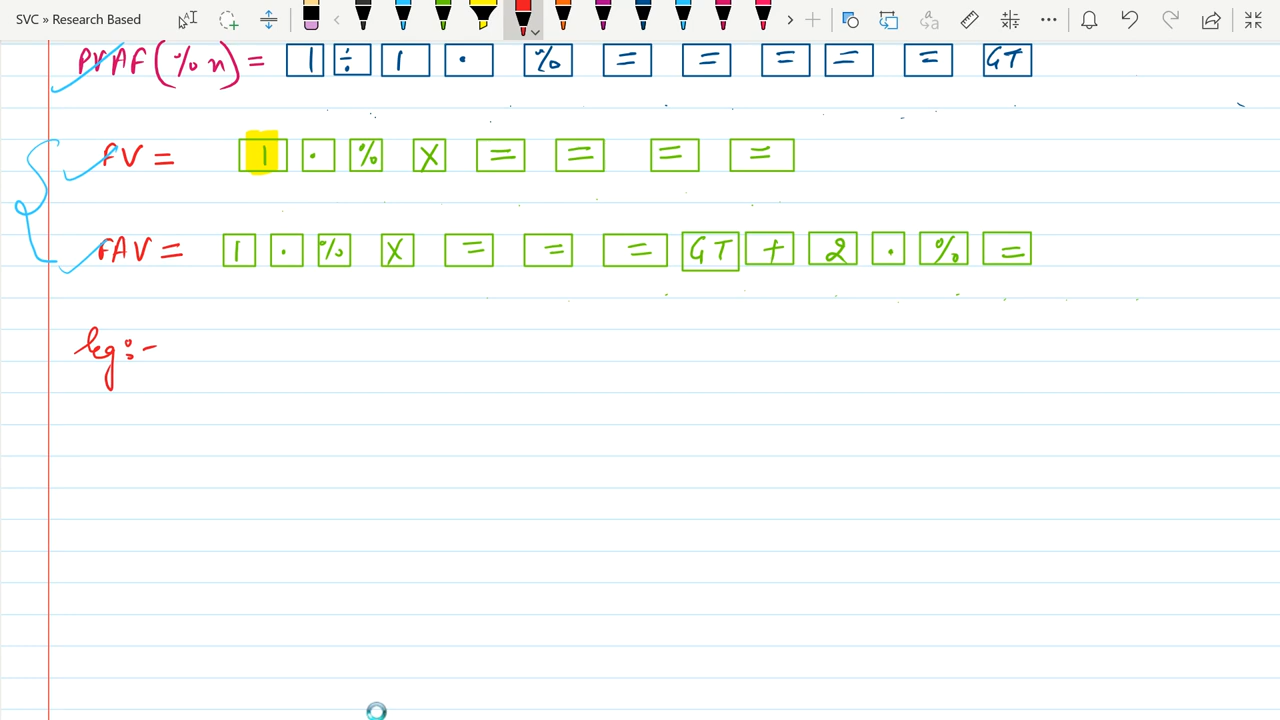 SVC » Research Based
PVAF (% n) = 1 ÷ 1 . % = = = = = GT
FV = 1 . % X = = = =
FAV = 1 . % X = = = GT + 2 . % =
Eg:-